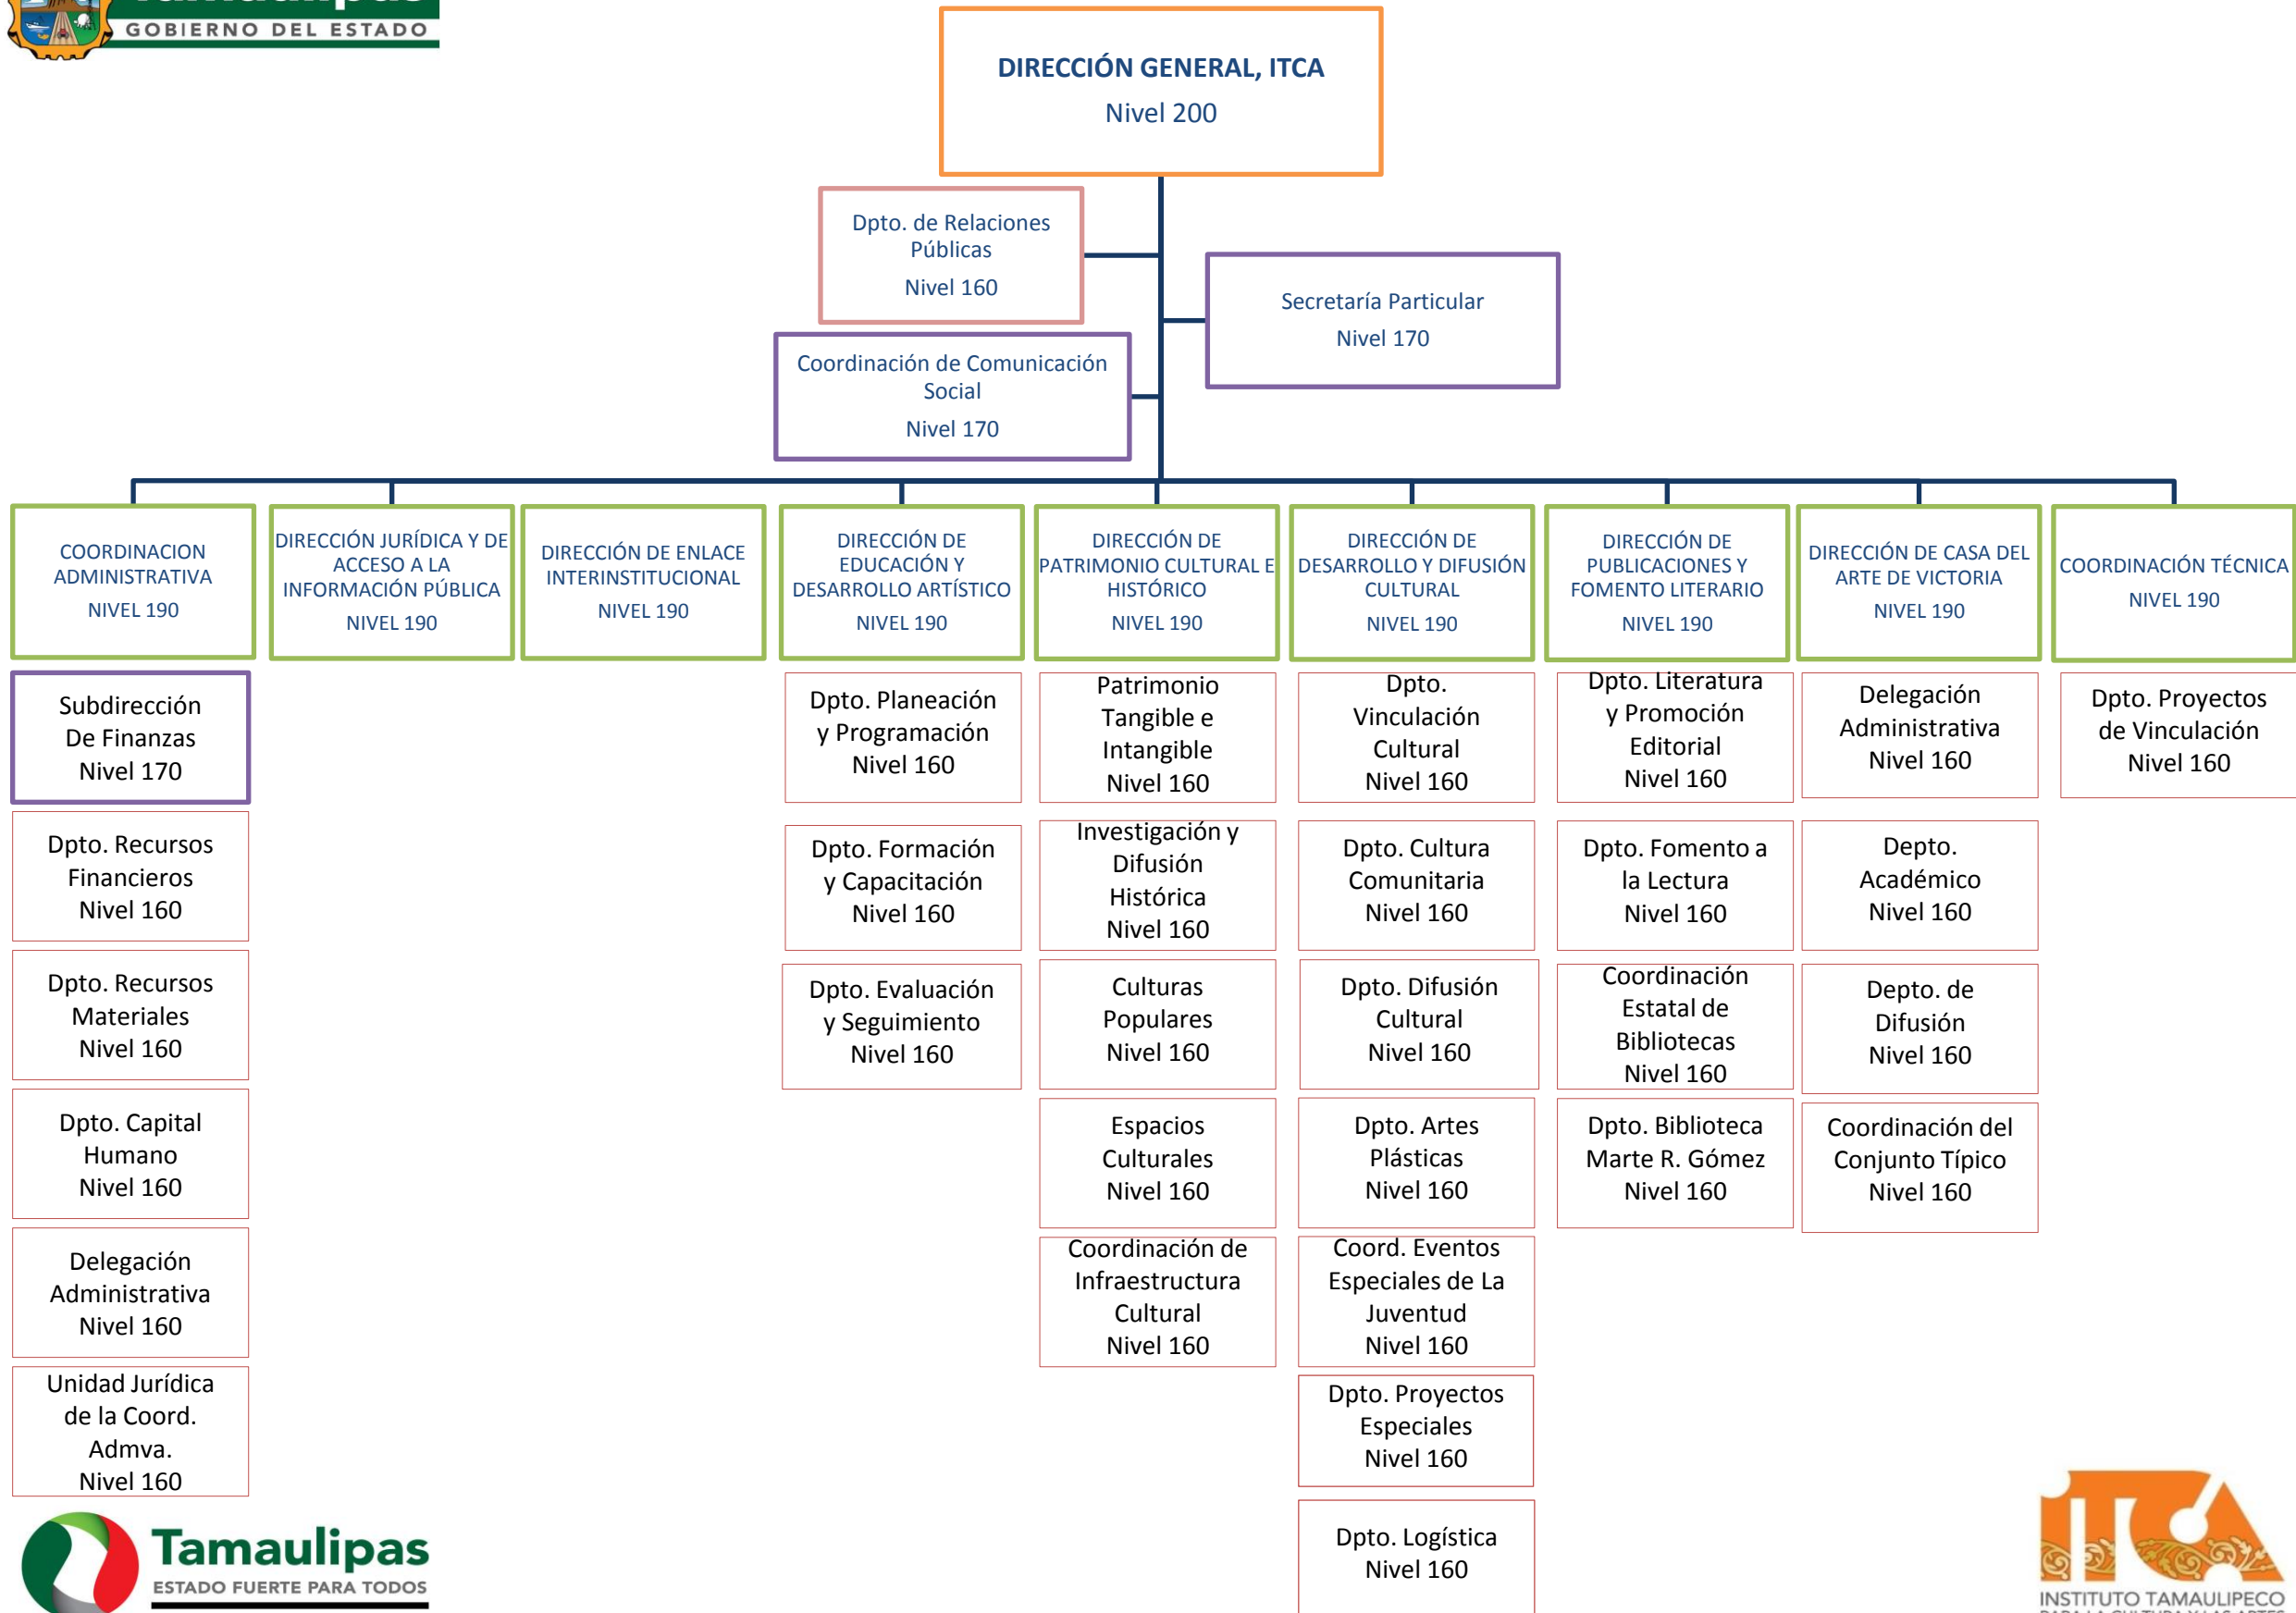 GOBIERNO DEL ESTADO
DIRECCIÓN GENERAL, ITCA
Nivel 200
Dpto. de Relaciones
Públicas
Nivel 160
Secretaría Particular
Nivel 170
Coordinación de Comunicación
Social
Nivel 170
COORDINACION
ADMINISTRATIVA
NIVEL 190
DIRECCIÓN JURÍDICA Y DE
ACCESO A LA
INFORMACIÓN PÚBLICA
NIVEL 190
DIRECCIÓN DE ENLACE
INTERINSTITUCIONAL
NIVEL 190
DIRECCIÓN DE
EDUCACIÓN Y
DESARROLLO ARTÍSTICO
NIVEL 190
DIRECCIÓN DE
PATRIMONIO CULTURAL E
HISTÓRICO
NIVEL 190
DIRECCIÓN DE
DESARROLLO Y DIFUSIÓN
CULTURAL
NIVEL 190
DIRECCIÓN DE
PUBLICACIONES Y
FOMENTO LITERARIO
NIVEL 190
DIRECCIÓN DE CASA DEL
ARTE DE VICTORIA
NIVEL 190
COORDINACIÓN TÉCNICA
NIVEL 190
Subdirección
De Finanzas
Nivel 170
Dpto. Recursos
Financieros
Nivel 160
Dpto. Recursos
Materiales
Nivel 160
Dpto. Capital
Humano
Nivel 160
Delegación
Administrativa
Nivel 160
Unidad Jurídica
de la Coord.
Admva.
Nivel 160
Dpto. Planeación
y Programación
Nivel 160
Dpto. Formación
y Capacitación
Nivel 160
Dpto. Evaluación
y Seguimiento
Nivel 160
Patrimonio
Tangible e
Intangible
Nivel 160
Investigación y
Difusión
Histórica
Nivel 160
Culturas
Populares
Nivel 160
Espacios
Culturales
Nivel 160
Coordinación de
Infraestructura
Cultural
Nivel 160
Dpto.
Vinculación
Cultural
Nivel 160
Dpto. Cultura
Comunitaria
Nivel 160
Dpto. Difusión
Cultural
Nivel 160
Dpto. Artes
Plásticas
Nivel 160
Coord. Eventos
Especiales de La
Juventud
Nivel 160
Dpto. Proyectos
Especiales
Nivel 160
Dpto. Logística
Nivel 160
Dpto. Literatura
y Promoción
Editorial
Nivel 160
Dpto. Fomento a
la Lectura
Nivel 160
Coordinación
Estatal de
Bibliotecas
Nivel 160
Dpto. Biblioteca
Marte R. Gómez
Nivel 160
Delegación
Administrativa
Nivel 160
Depto.
Académico
Nivel 160
Depto. de
Difusión
Nivel 160
Coordinación del
Conjunto Típico
Nivel 160
Dpto. Proyectos
de Vinculación
Nivel 160
Tamaulipas
ESTADO FUERTE PARA TODOS
ITCA
INSTITUTO TAMAULIPECO